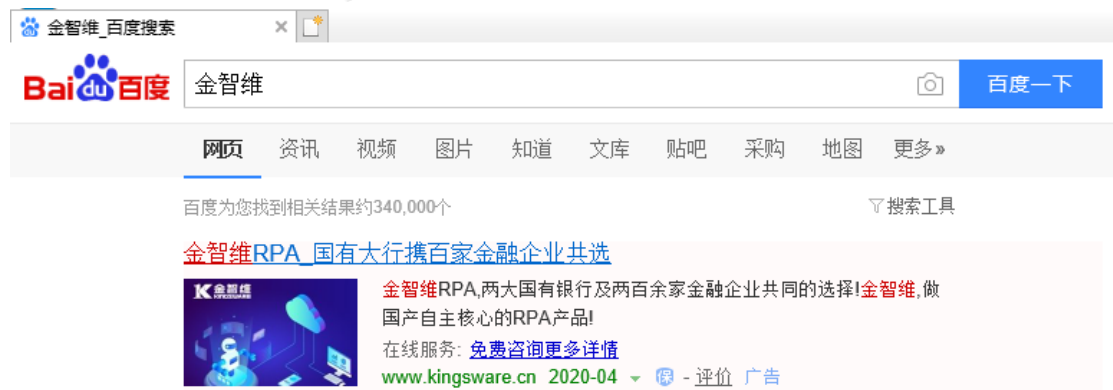 金智维_百度搜索
Bai du 百度 金智维 百度一下
网页 资讯 视频 图片 知道 文库 贴吧 采购 地图 更多»
百度为您找到相关结果约340,000个 搜索工具
金智维RPA_国有大行携百家金融企业共选
K 金智维
KINGSWARE
金智维RPA,两大国有银行及两百余家金融企业共同的选择!金智维,做
国产自主核心的RPA产品!
在线服务: 免费咨询更多详情
www.kingsware.cn 2020-04 保 - 评价 广告